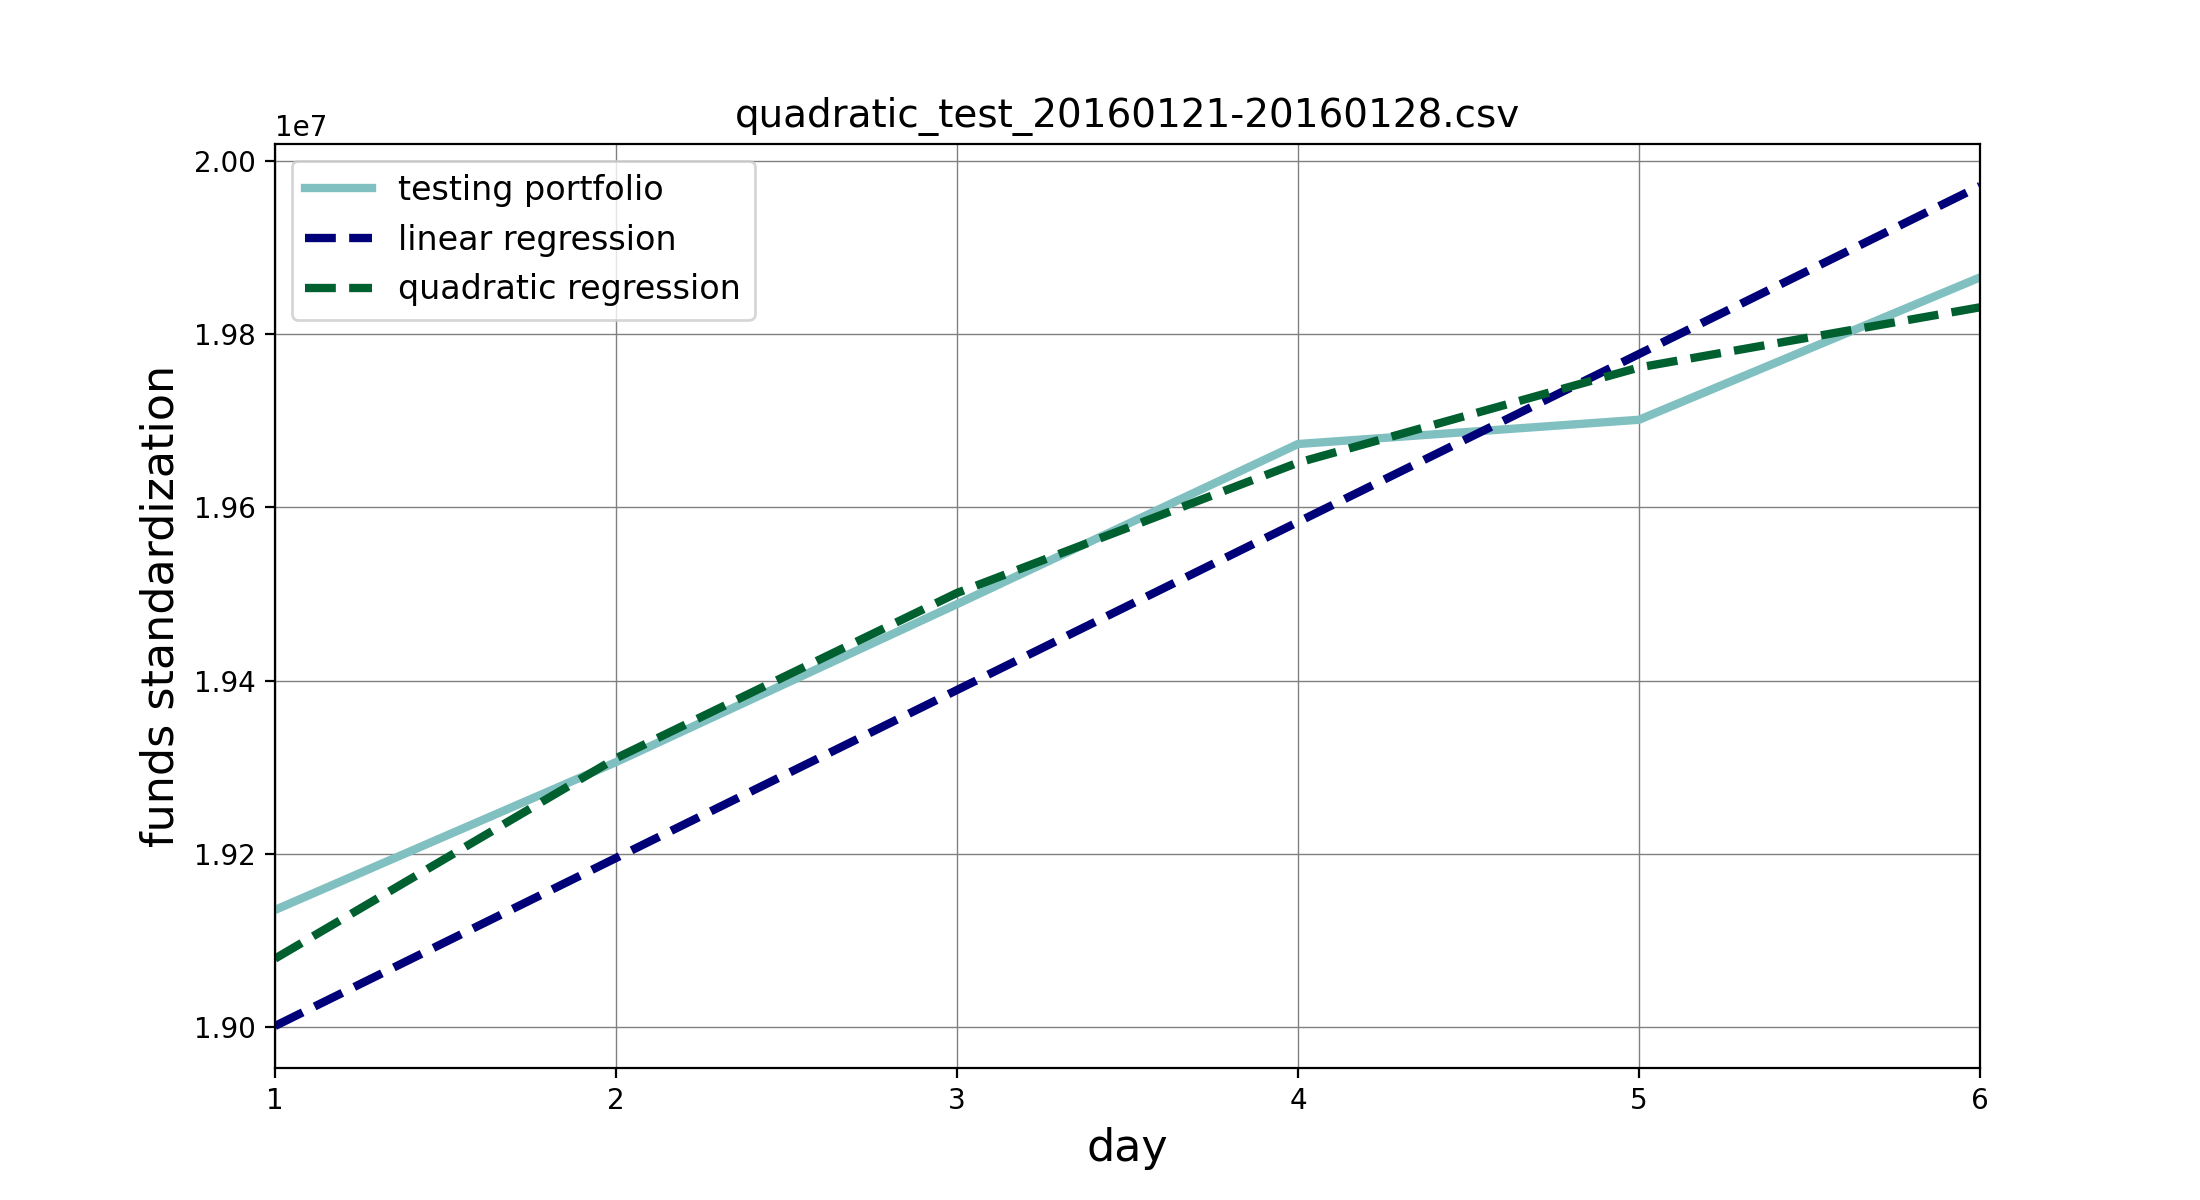 quadratic_test_20160121-20160128.csv
1e7
2.00
1.98
1.96
1.94
1.92
1.90
funds standardization
testing portfolio
linear regression
quadratic regression
1 2 3 4 5 6
day